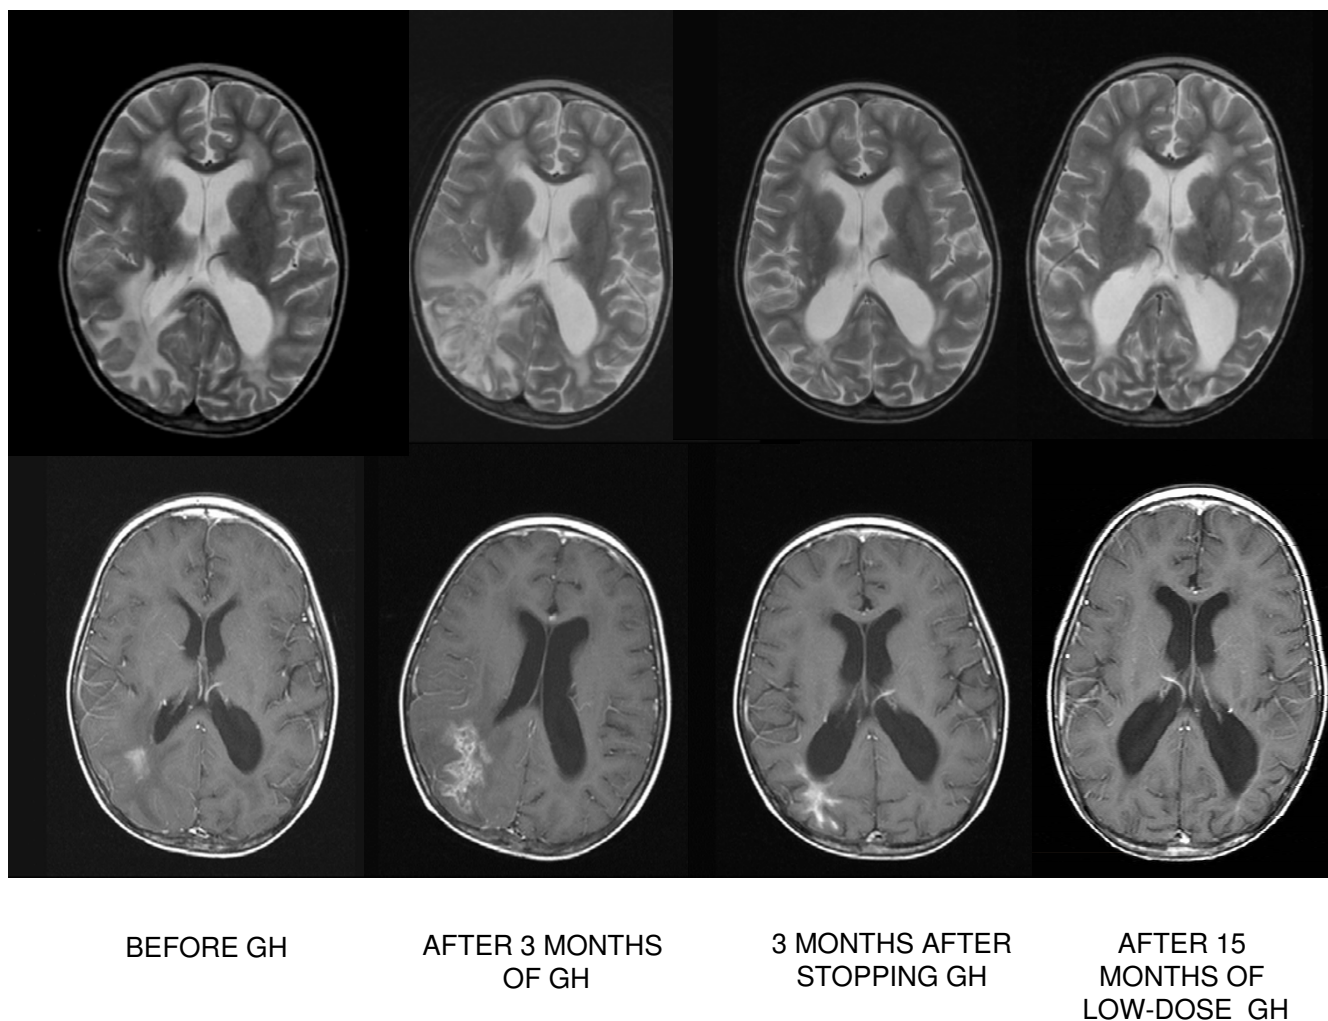 BEFORE GH
AFTER 3 MONTHS
OF GH
3 MONTHS AFTER
STOPPING GH
AFTER 15
MONTHS OF
LOW-DOSE GH